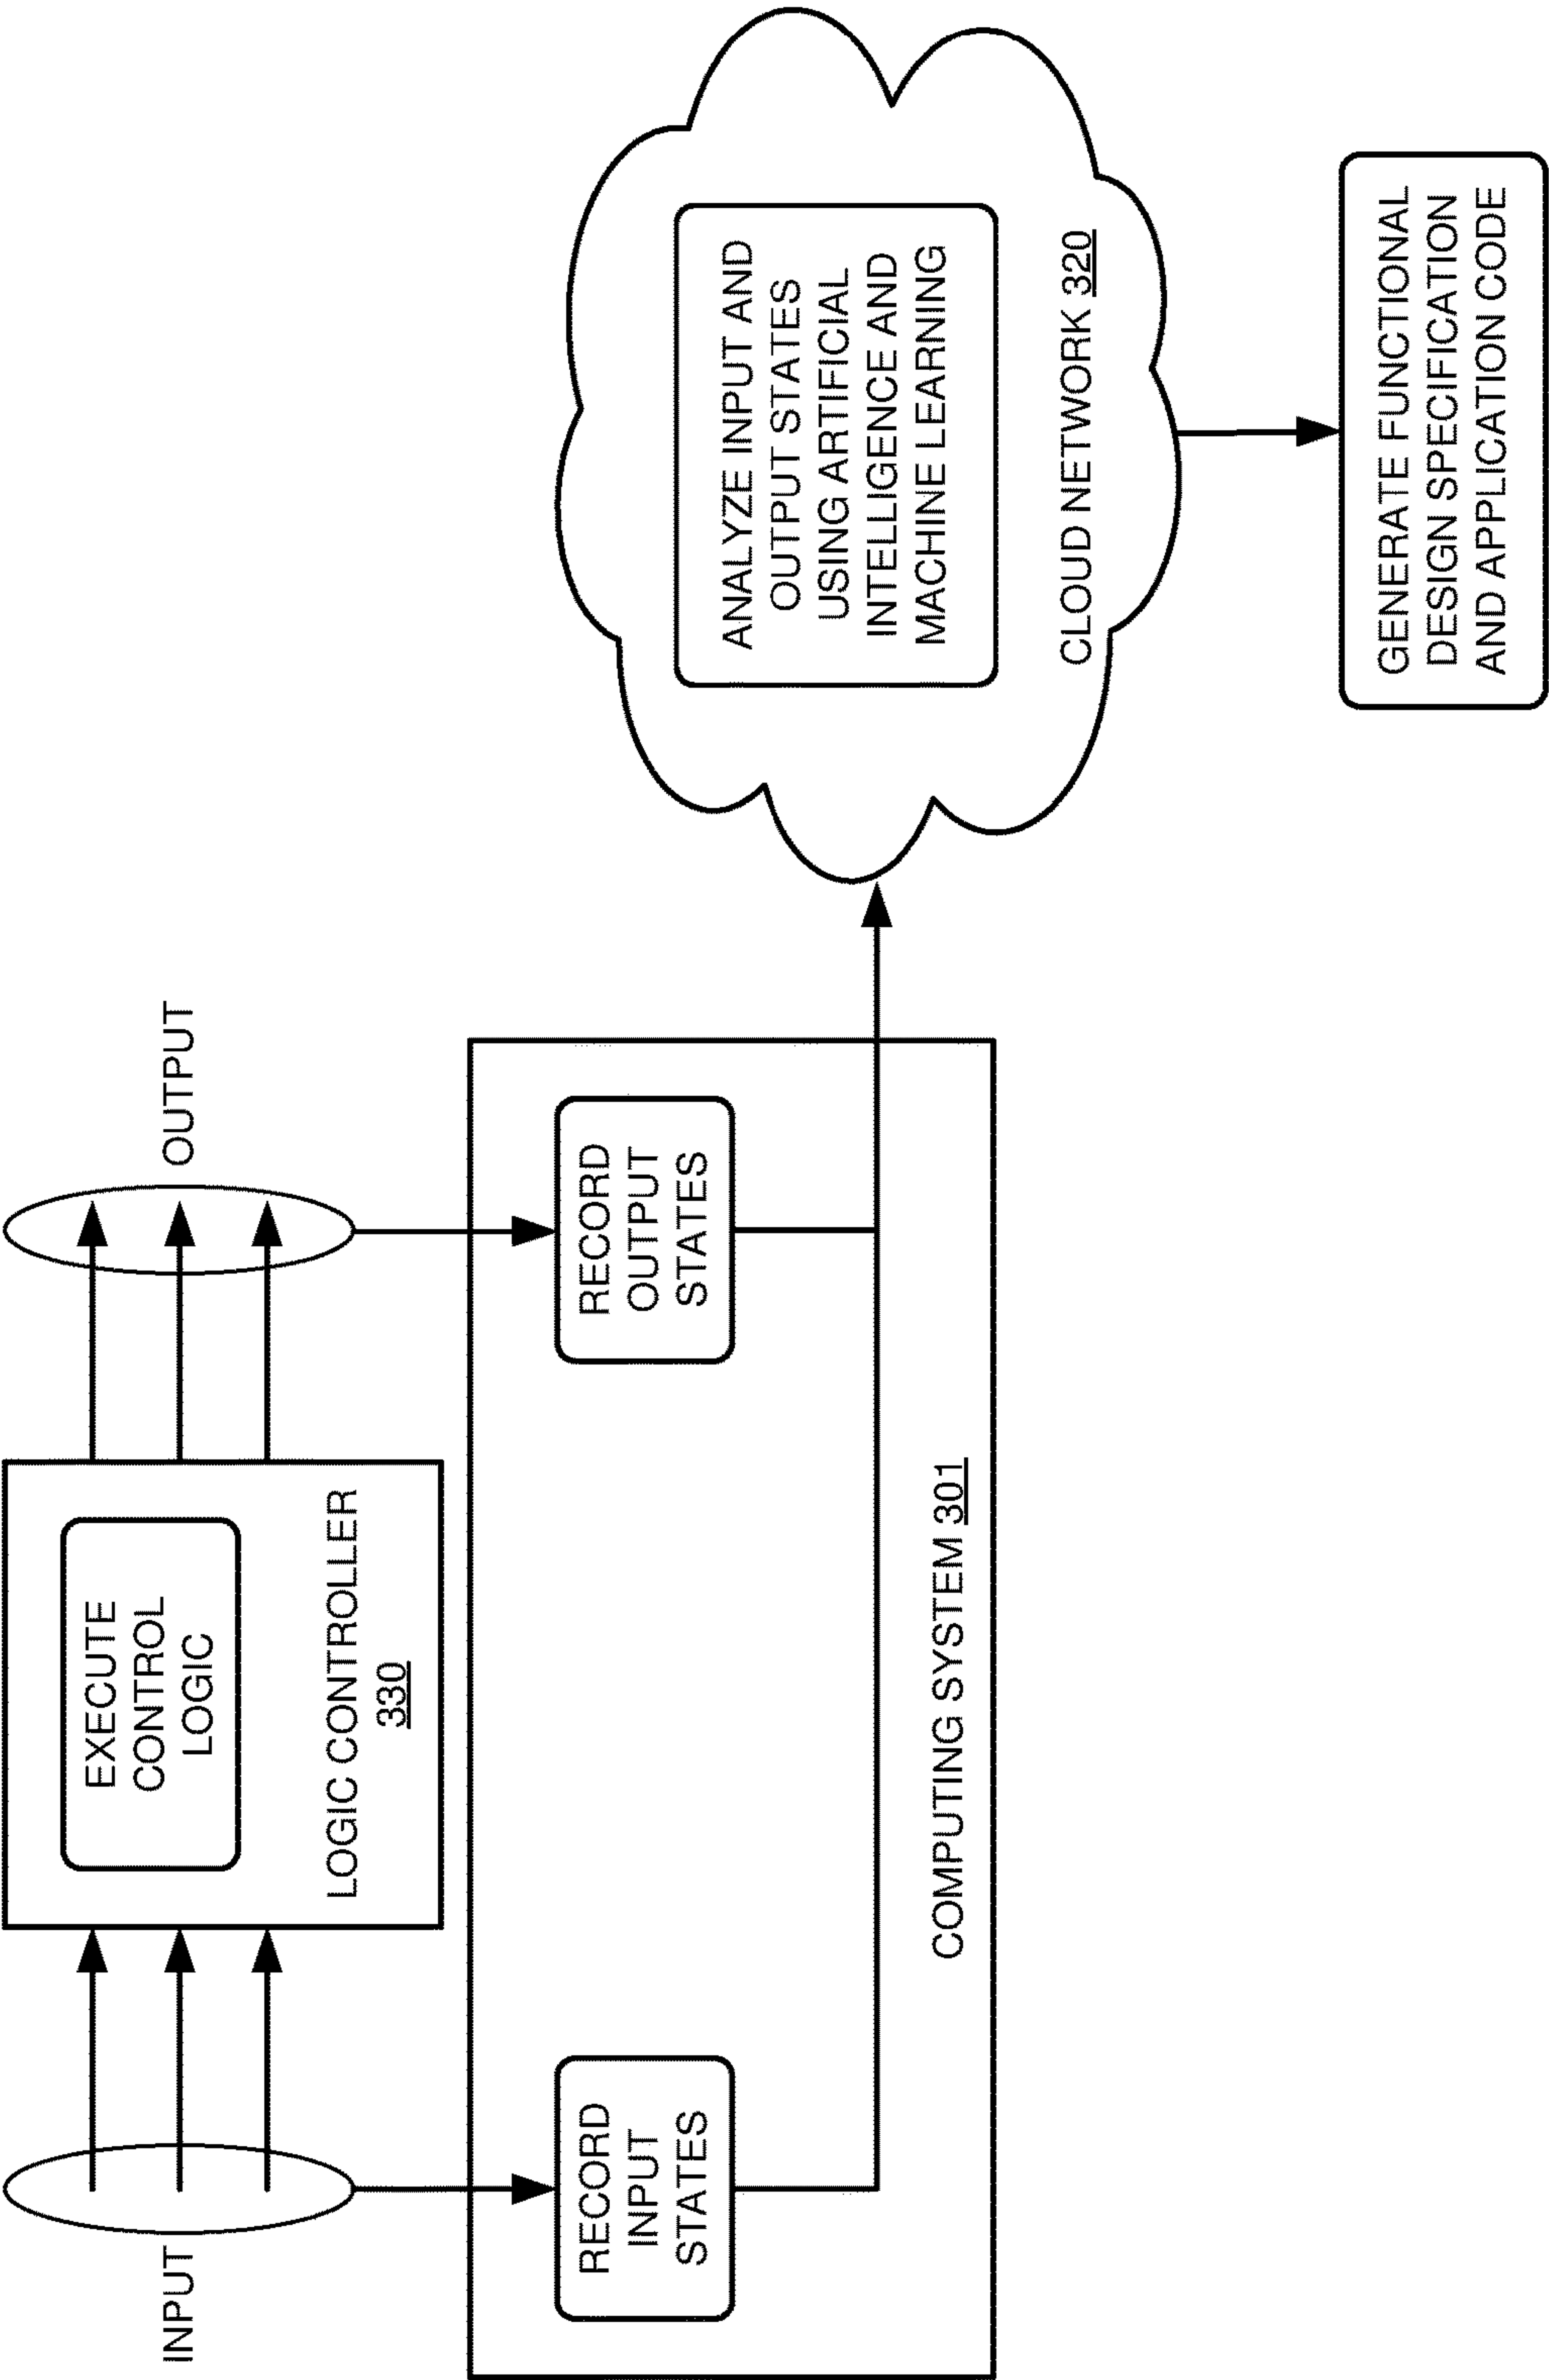 INPUT
EXECUTE
CONTROL
LOGIC
LOGIC CONTROLLER
330
OUTPUT
RECORD
INPUT
STATES
RECORD
OUTPUT
STATES
COMPUTING SYSTEM 301
ANALYZE INPUT AND
OUTPUT STATES
USING ARTIFICIAL
INTELLIGENCE AND
MACHINE LEARNING
CLOUD NETWORK 320
GENERATE FUNCTIONAL
DESIGN SPECIFICATION
AND APPLICATION CODE